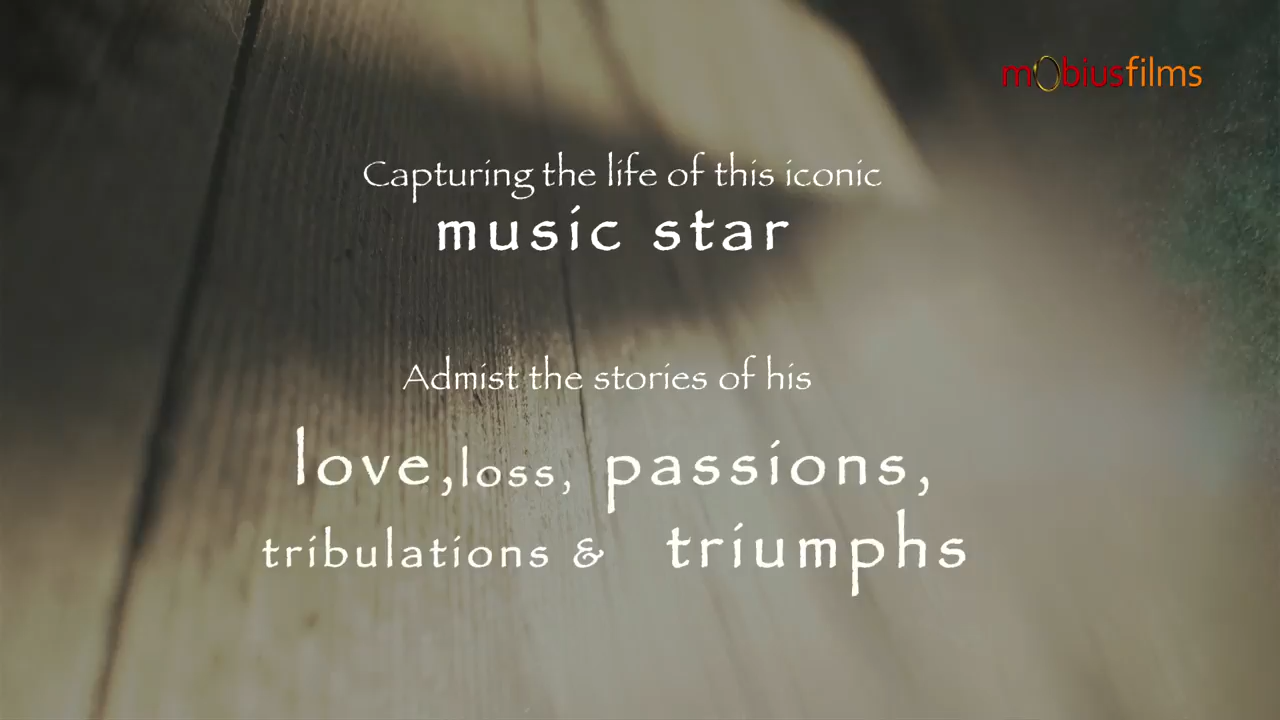 mobiusfilms
Capturing the life of this iconic
music star
Admist the stories of his
love,loss, passions,
tribulations & triumphs